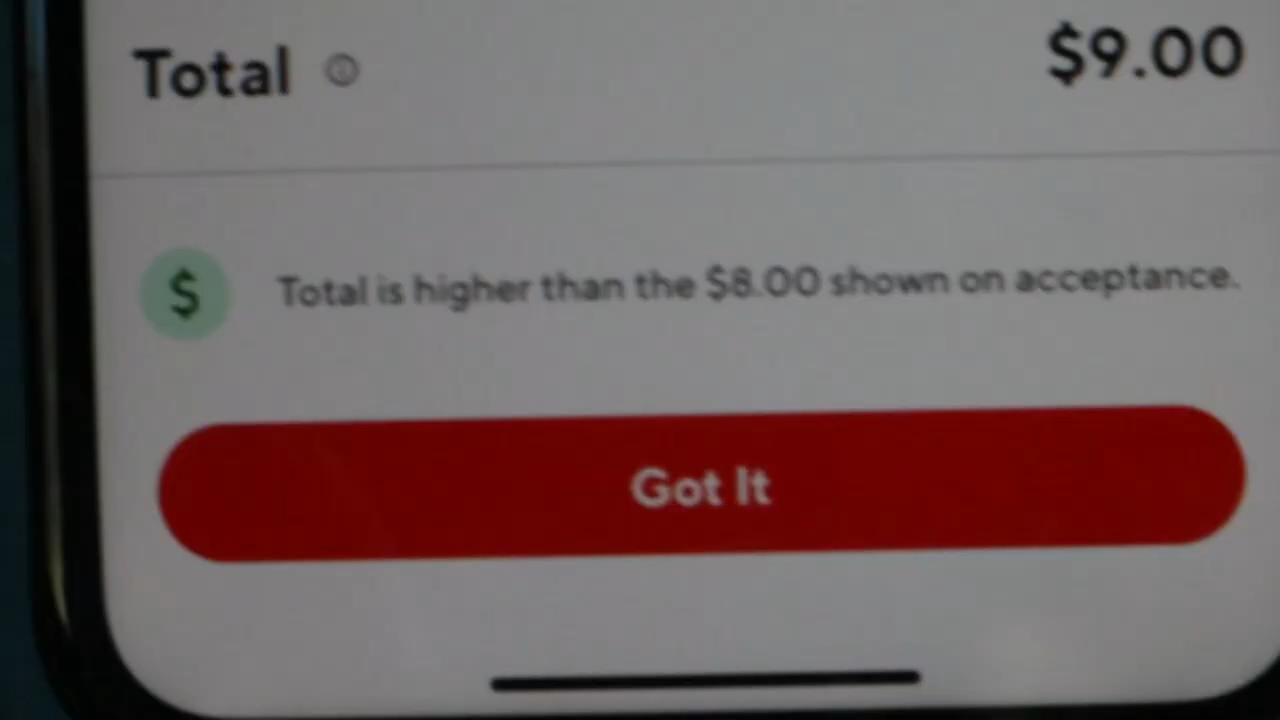 Total $9.00
$ Total is higher than the $8.00 shown on acceptance.
Got It